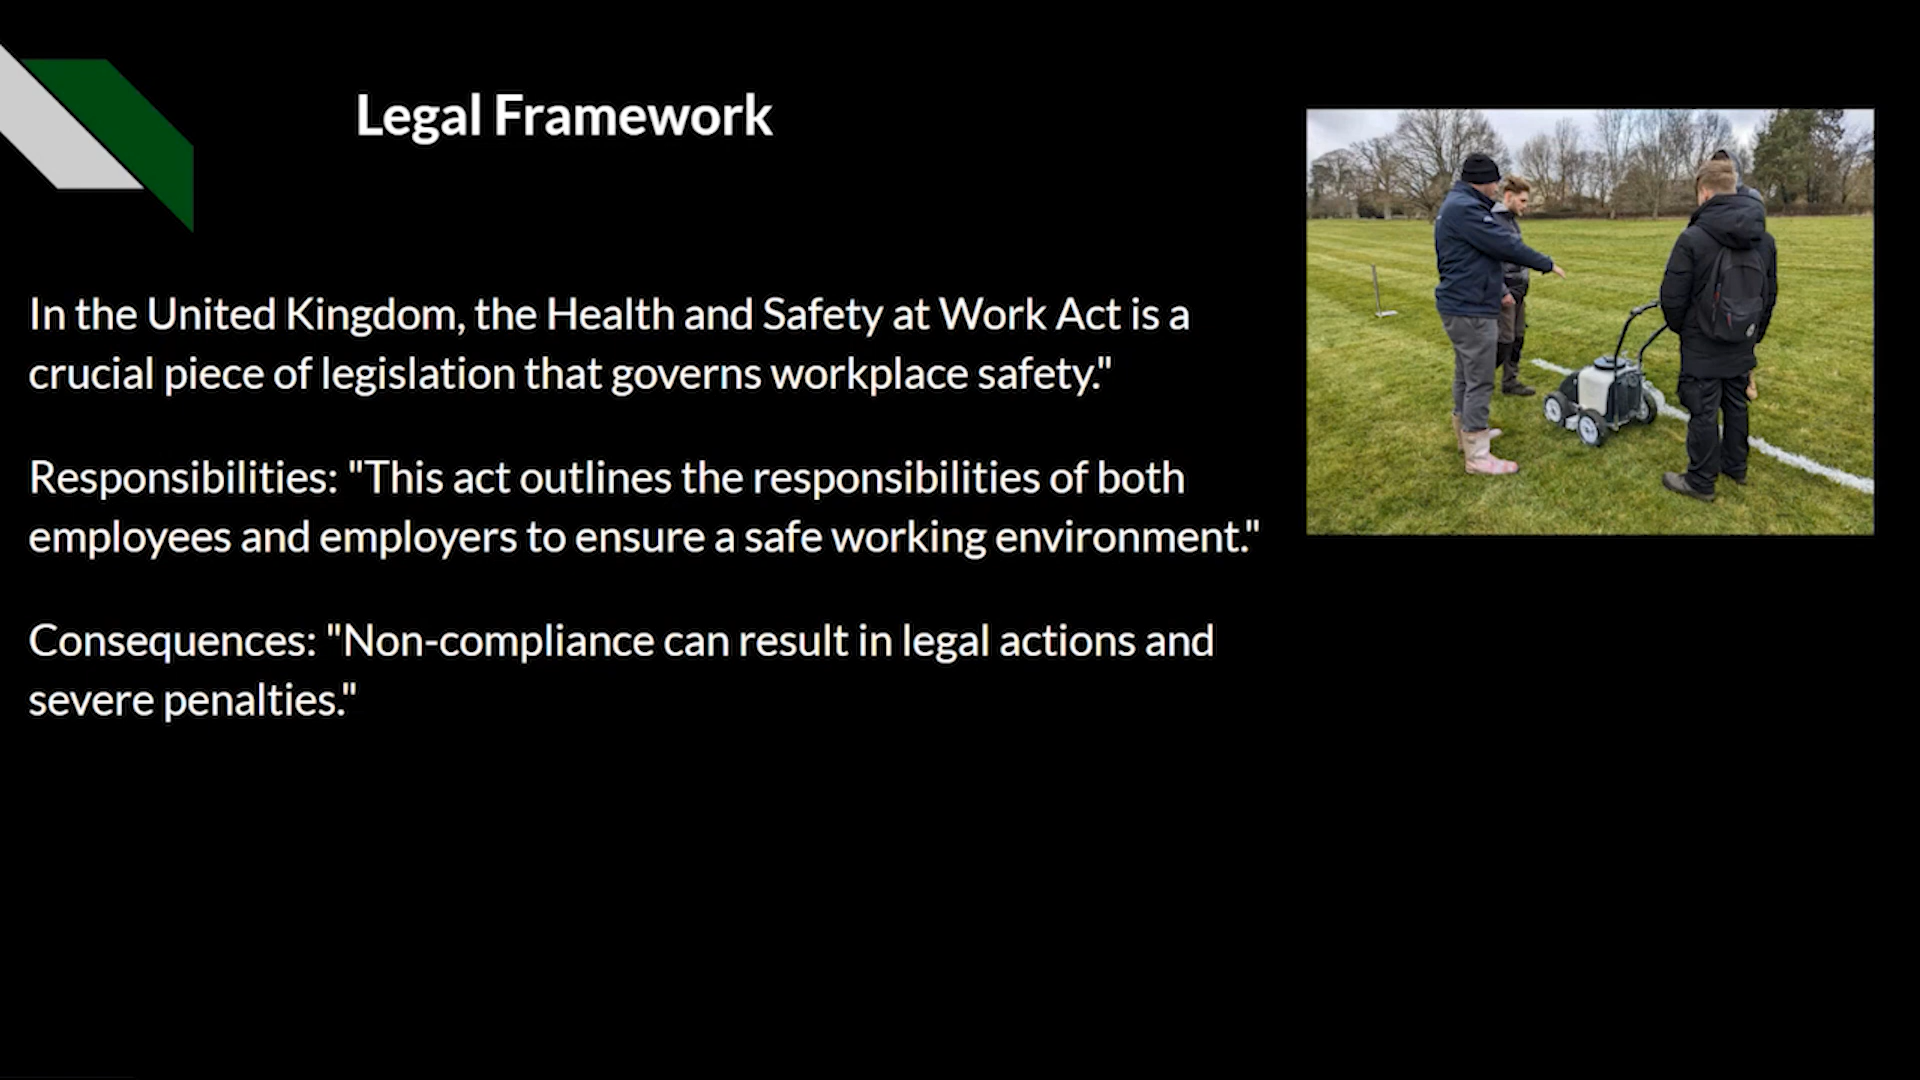 Legal Framework
In the United Kingdom, the Health and Safety at Work Act is a
crucial piece of legislation that governs workplace safety."
Responsibilities: "This act outlines the responsibilities of both
employees and employers to ensure a safe working environment."
Consequences: "Non-compliance can result in legal actions and
severe penalties."